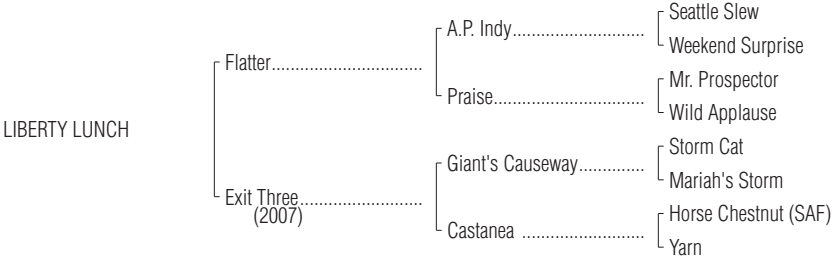 Seattle Slew
A.P. Indy..............................
Weekend Surprise
Flatter..................................
Mr. Prospector
Praise..................................
Wild Applause
LIBERTY LUNCH
Storm Cat
Giant's Causeway...............
Mariah's Storm
Exit Three............................
(2007)
Horse Chestnut (SAF)
Castanea ............................
Yarn